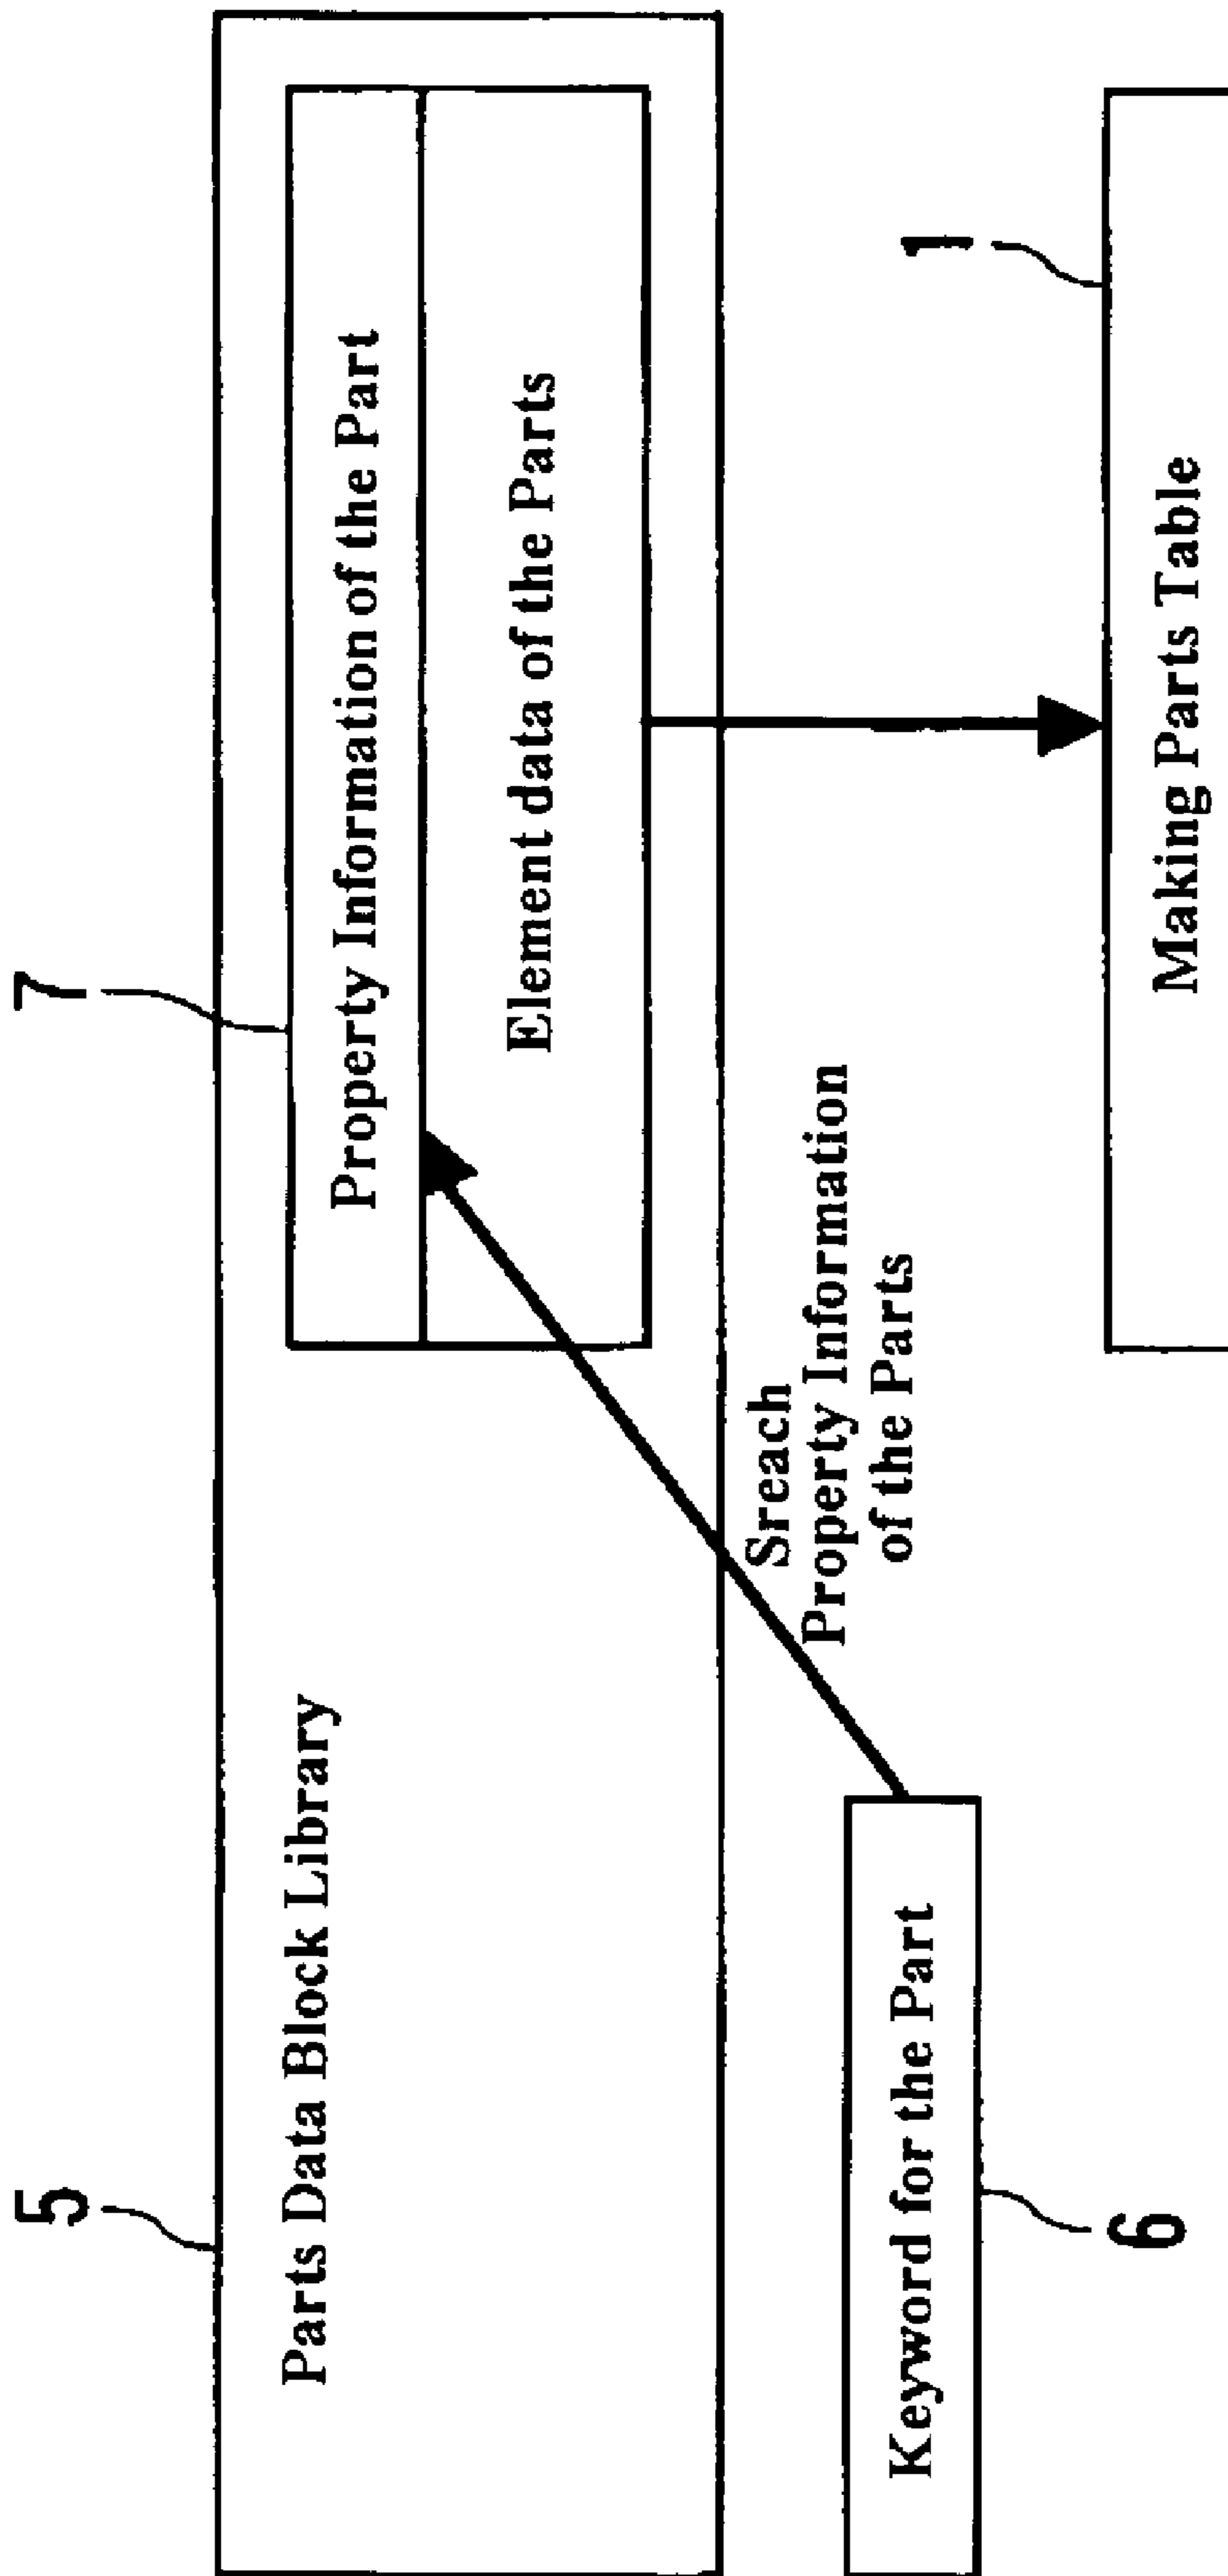 5
Parts Data Block Library
7
Property Information of the Part
Element data of the Parts
Sreach
Property Information
of the Parts
Keyword for the Part
6
1
Making Parts Table